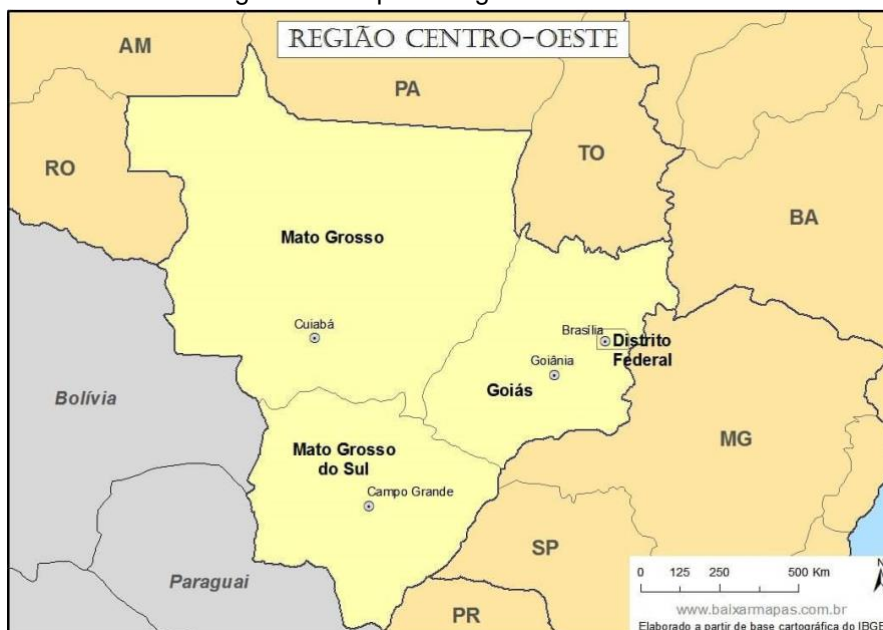 REGIÃO CENTRO-OESTE
AM
PA
RO
TO
BA
Mato Grosso
Cuiabá
Brasília
Distrito
Federal
Goiânia
Goiás
Bolívia
Mato Grosso
do Sul
Campo Grande
MG
SP
Paraguai
PR
N
0 125 250 500 Km
www.baixarmapas.com.br
Elaborado a partir de base cartográfica do IBGE